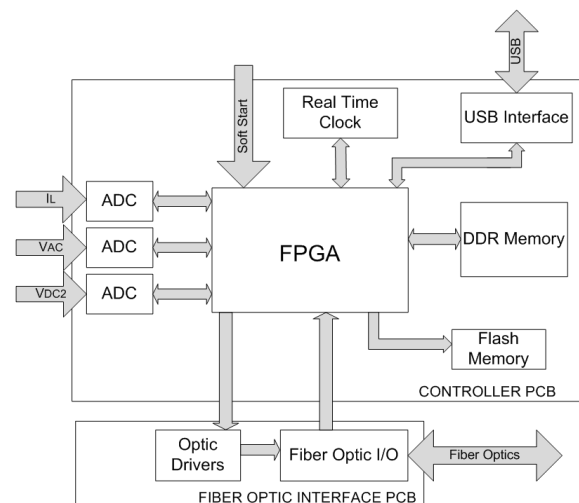 USB
Soft Start
Real Time
Clock
USB Interface
IL
ADC
VAC
ADC
FPGA
DDR Memory
VDC2
ADC
Flash
Memory
CONTROLLER PCB
Optic
Drivers
Fiber Optic I/O
Fiber Optics
FIBER OPTIC INTERFACE PCB